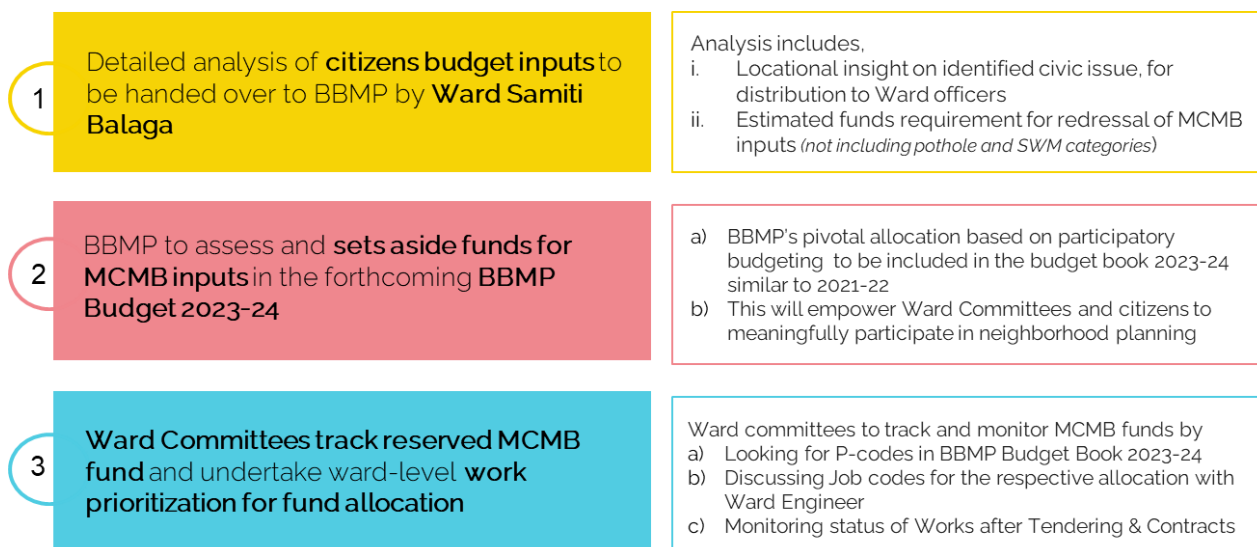 1
Detailed analysis of citizens budget inputs to
be handed over to BBMP by Ward Samiti
Balaga
Analysis includes,
i. Locational insight on identified civic issue, for
distribution to Ward officers
ii. Estimated funds requirement for redressal of MCMB
inputs (not including pothole and SWM categories)
2
BBMP to assess and sets aside funds for
MCMB inputs in the forthcoming BBMP
Budget 2023-24
a) BBMP's pivotal allocation based on participatory
budgeting to be included in the budget book 2023-24
similar to 2021-22
b) This will empower Ward Committees and citizens to
meaningfully participate in neighborhood planning
3
Ward Committees track reserved MCMB
fund and undertake ward-level work
prioritization for fund allocation
Ward committees to track and monitor MCMB funds by
a) Looking for P-codes in BBMP Budget Book 2023-24
b) Discussing Job codes for the respective allocation with
Ward Engineer
c) Monitoring status of Works after Tendering & Contracts